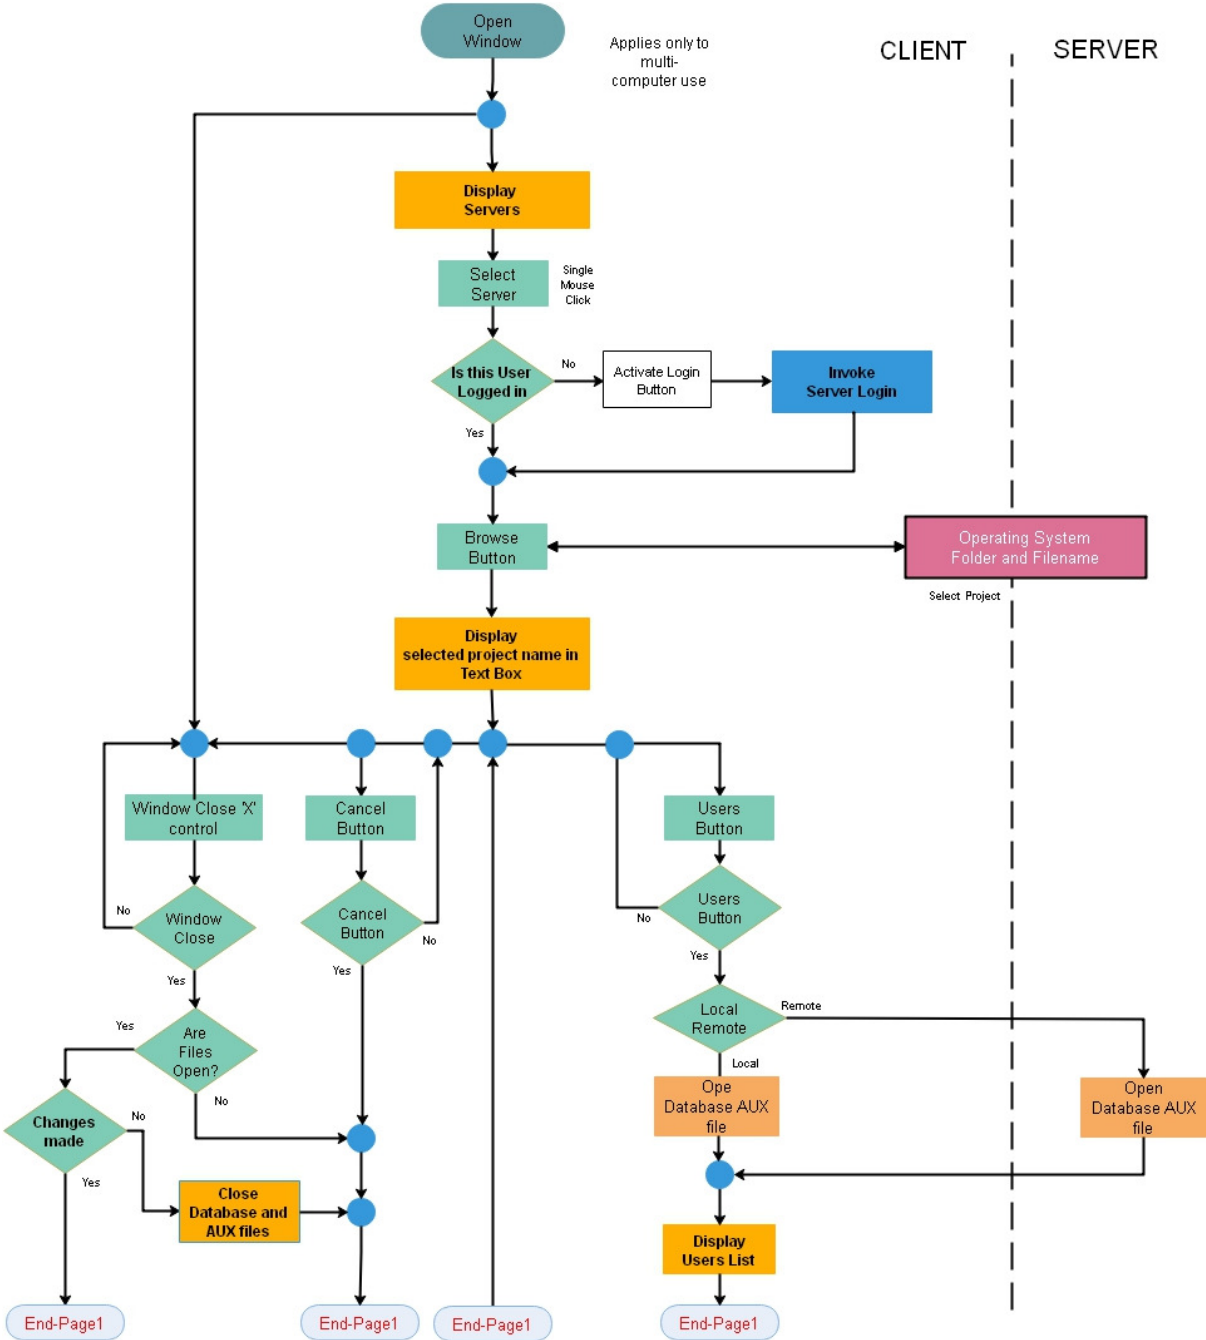 Open
Window
Applies only to
multi-
computer use
CLIENT
SERVER
Display
Servers
Select
Server
Single
Mouse
Click
Is this User
Logged in
No
Activate Login
Button
Invoke
Server Login
Yes
Browse
Button
Operating System
Folder and Filename
Select Project
Display
selected project name in
Text Box
Window Close 'X'
control
Cancel
Button
Users
Button
No
Window
Close
Cancel
Button
No
No
Users
Button
Yes
Yes
Yes
Yes
Are
Files
Open?
Local
Remote
Remote
No
Local
Changes
made
No
Yes
Ope
Database AUX
file
Open
Database AUX
file
Close
Database and
AUX files
Display
Users List
End-Page1
End-Page1
End-Page1
End-Page1